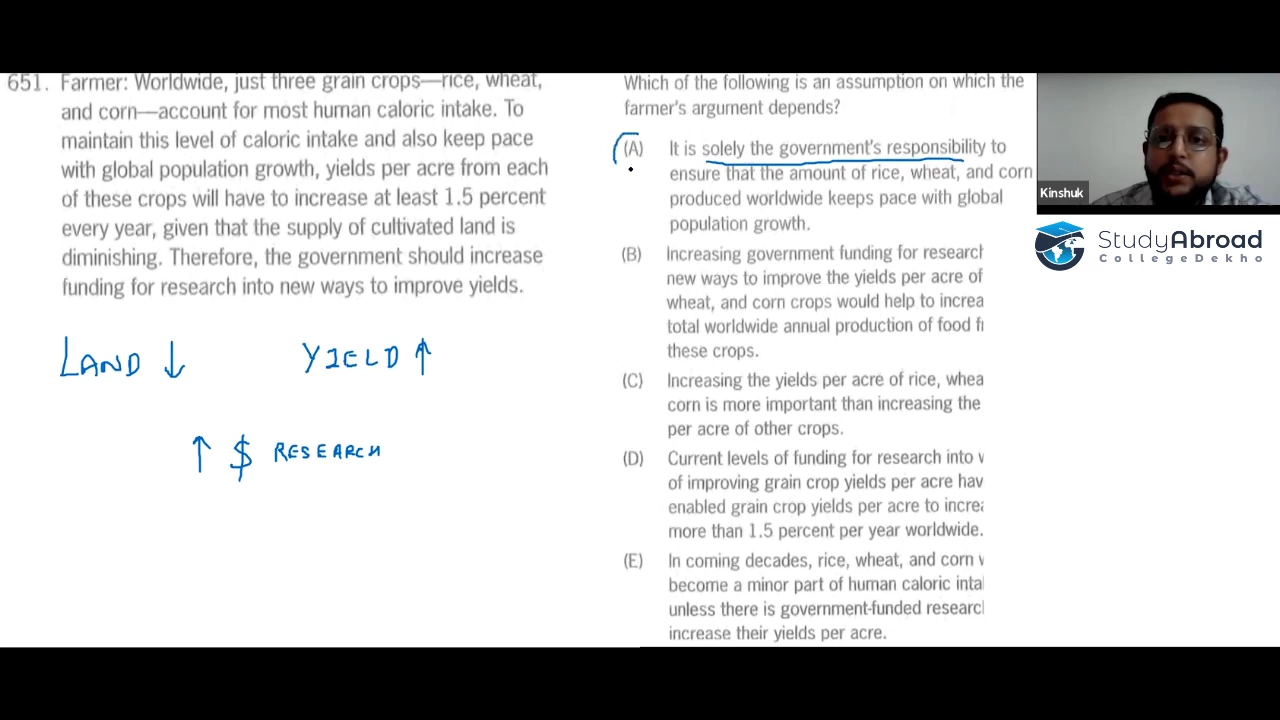 651. Farmer: Worldwide, just three grain crops—rice, wheat,
and corn—account for most human caloric intake. To
maintain this level of caloric intake and also keep pace
with global population growth, yields per acre from each
of these crops will have to increase at least 1.5 percent
every year, given that the supply of cultivated land is
diminishing. Therefore, the government should increase
funding for research into new ways to improve yields.
LAND ↓ YIELD ↑
↑ $ RESEARCH
Which of the following is an assumption on which the
farmer's argument depends?
(A) It is solely the government's responsibility to
ensure that the amount of rice, wheat, and corn
produced worldwide keeps pace with global
population growth.
(B) Increasing government funding for research
new ways to improve the yields per acre of
wheat, and corn crops would help to increa
total worldwide annual production of food f
these crops.
(C) Increasing the yields per acre of rice, whea
corn is more important than increasing the
per acre of other crops.
(D) Current levels of funding for research into
of improving grain crop yields per acre hav
enabled grain crop yields per acre to increa
more than 1.5 percent per year worldwide.
(E) In coming decades, rice, wheat, and corn
become a minor part of human caloric inta
unless there is government-funded researc
increase their yields per acre.
Kinshuk
StudyAbroad
CollegeDekho